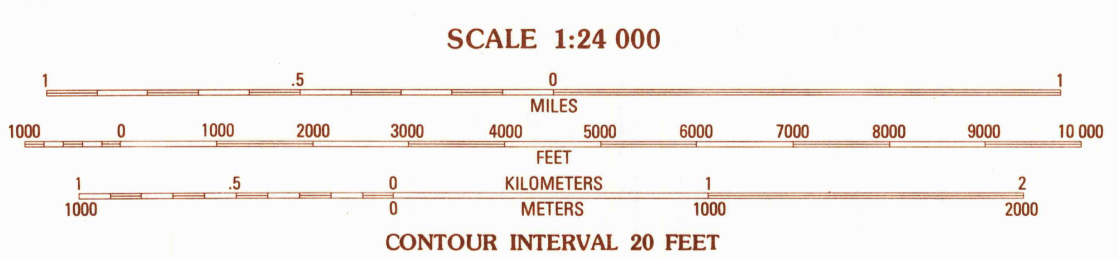 SCALE 1:24 000
1 .5 0 1
MILES
1000 0 1000 2000 3000 4000 5000 6000 7000 8000 9000 10 000
FEET
1 .5 0 KILOMETERS 1 2
1000 0 METERS 1000 2000
CONTOUR INTERVAL 20 FEET